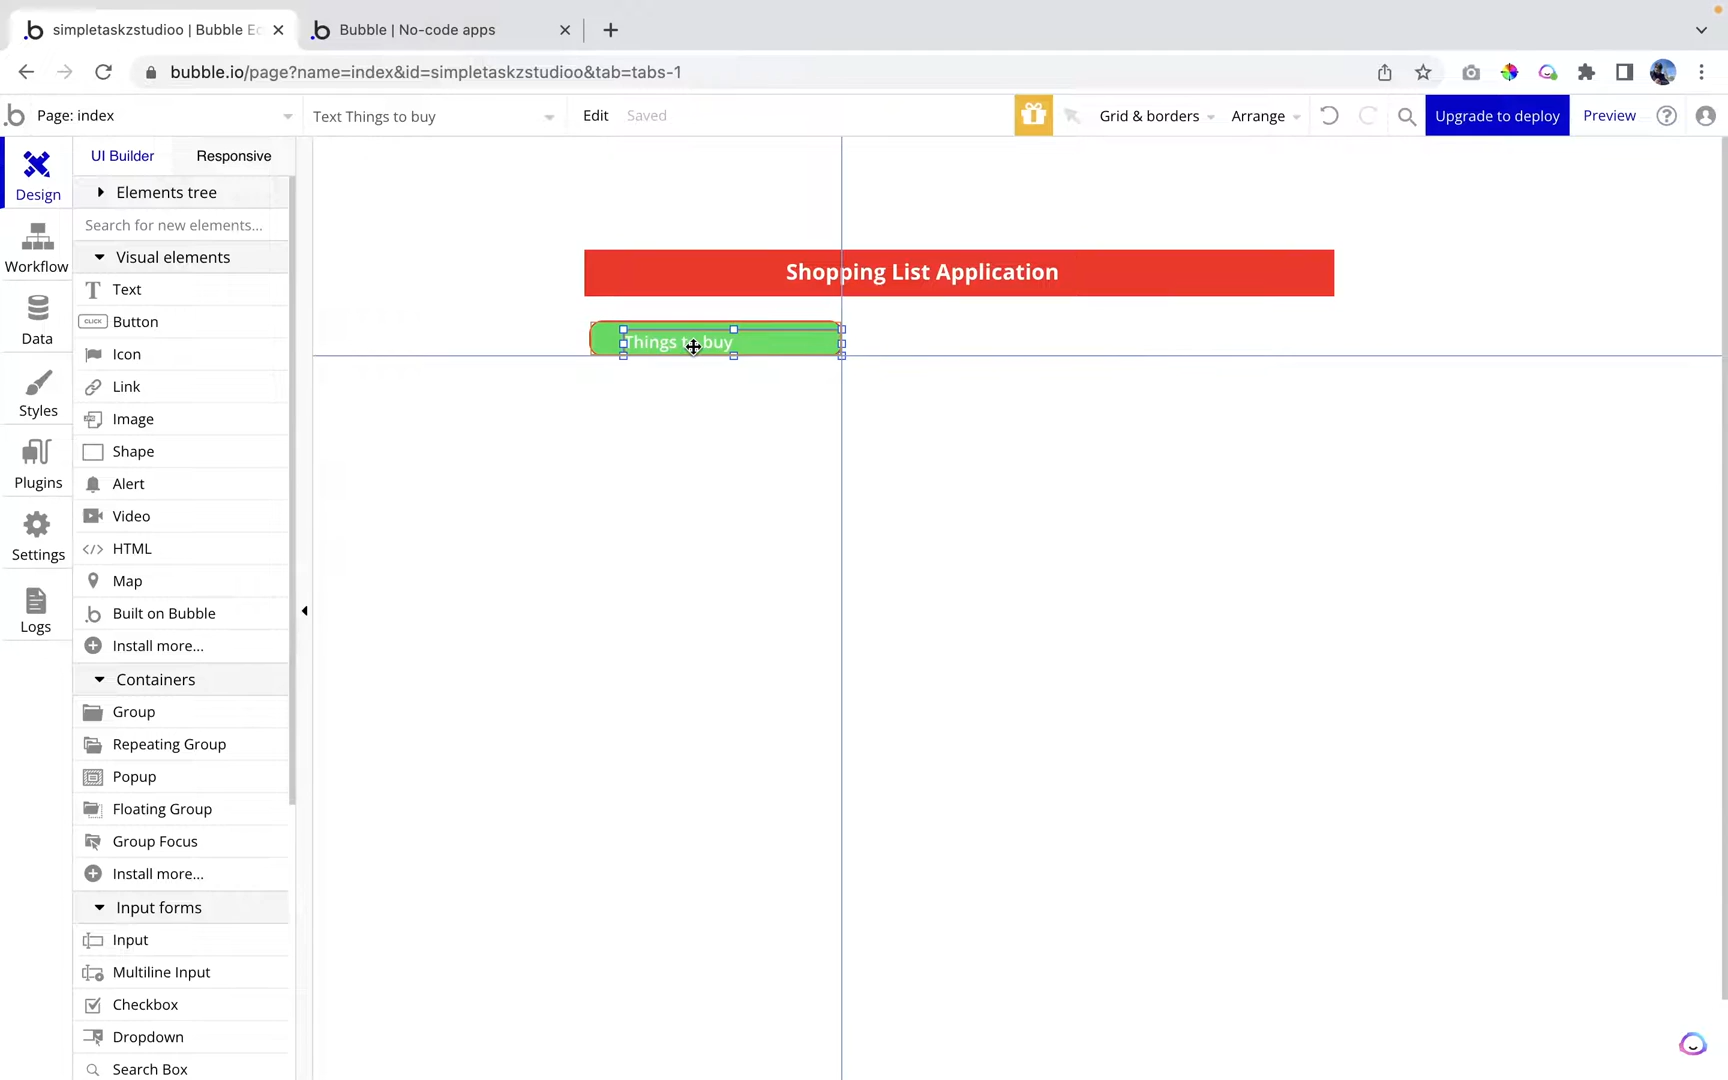 simpletaskzstudioo | Bubble Ed
Bubble | No-code apps
bubble.io/page?name=index&id=simpletaskzstudioo&tab=tabs-1
Page: index
Text Things to buy
Edit
Saved
Grid & borders
Arrange
Upgrade to deploy
Preview
UI Builder
Responsive
Design
Elements tree
Search for new elements...
Workflow
Visual elements
Text
CLICK
Button
Data
Icon
Link
Styles
Image
Shape
Plugins
Alert
Video
Settings
HTML
Map
Logs
Built on Bubble
Install more...
Containers
Group
Repeating Group
Popup
Floating Group
Group Focus
Install more...
Input forms
Input
Multiline Input
Checkbox
Dropdown
Search Box
Shopping List Application
Things to buy